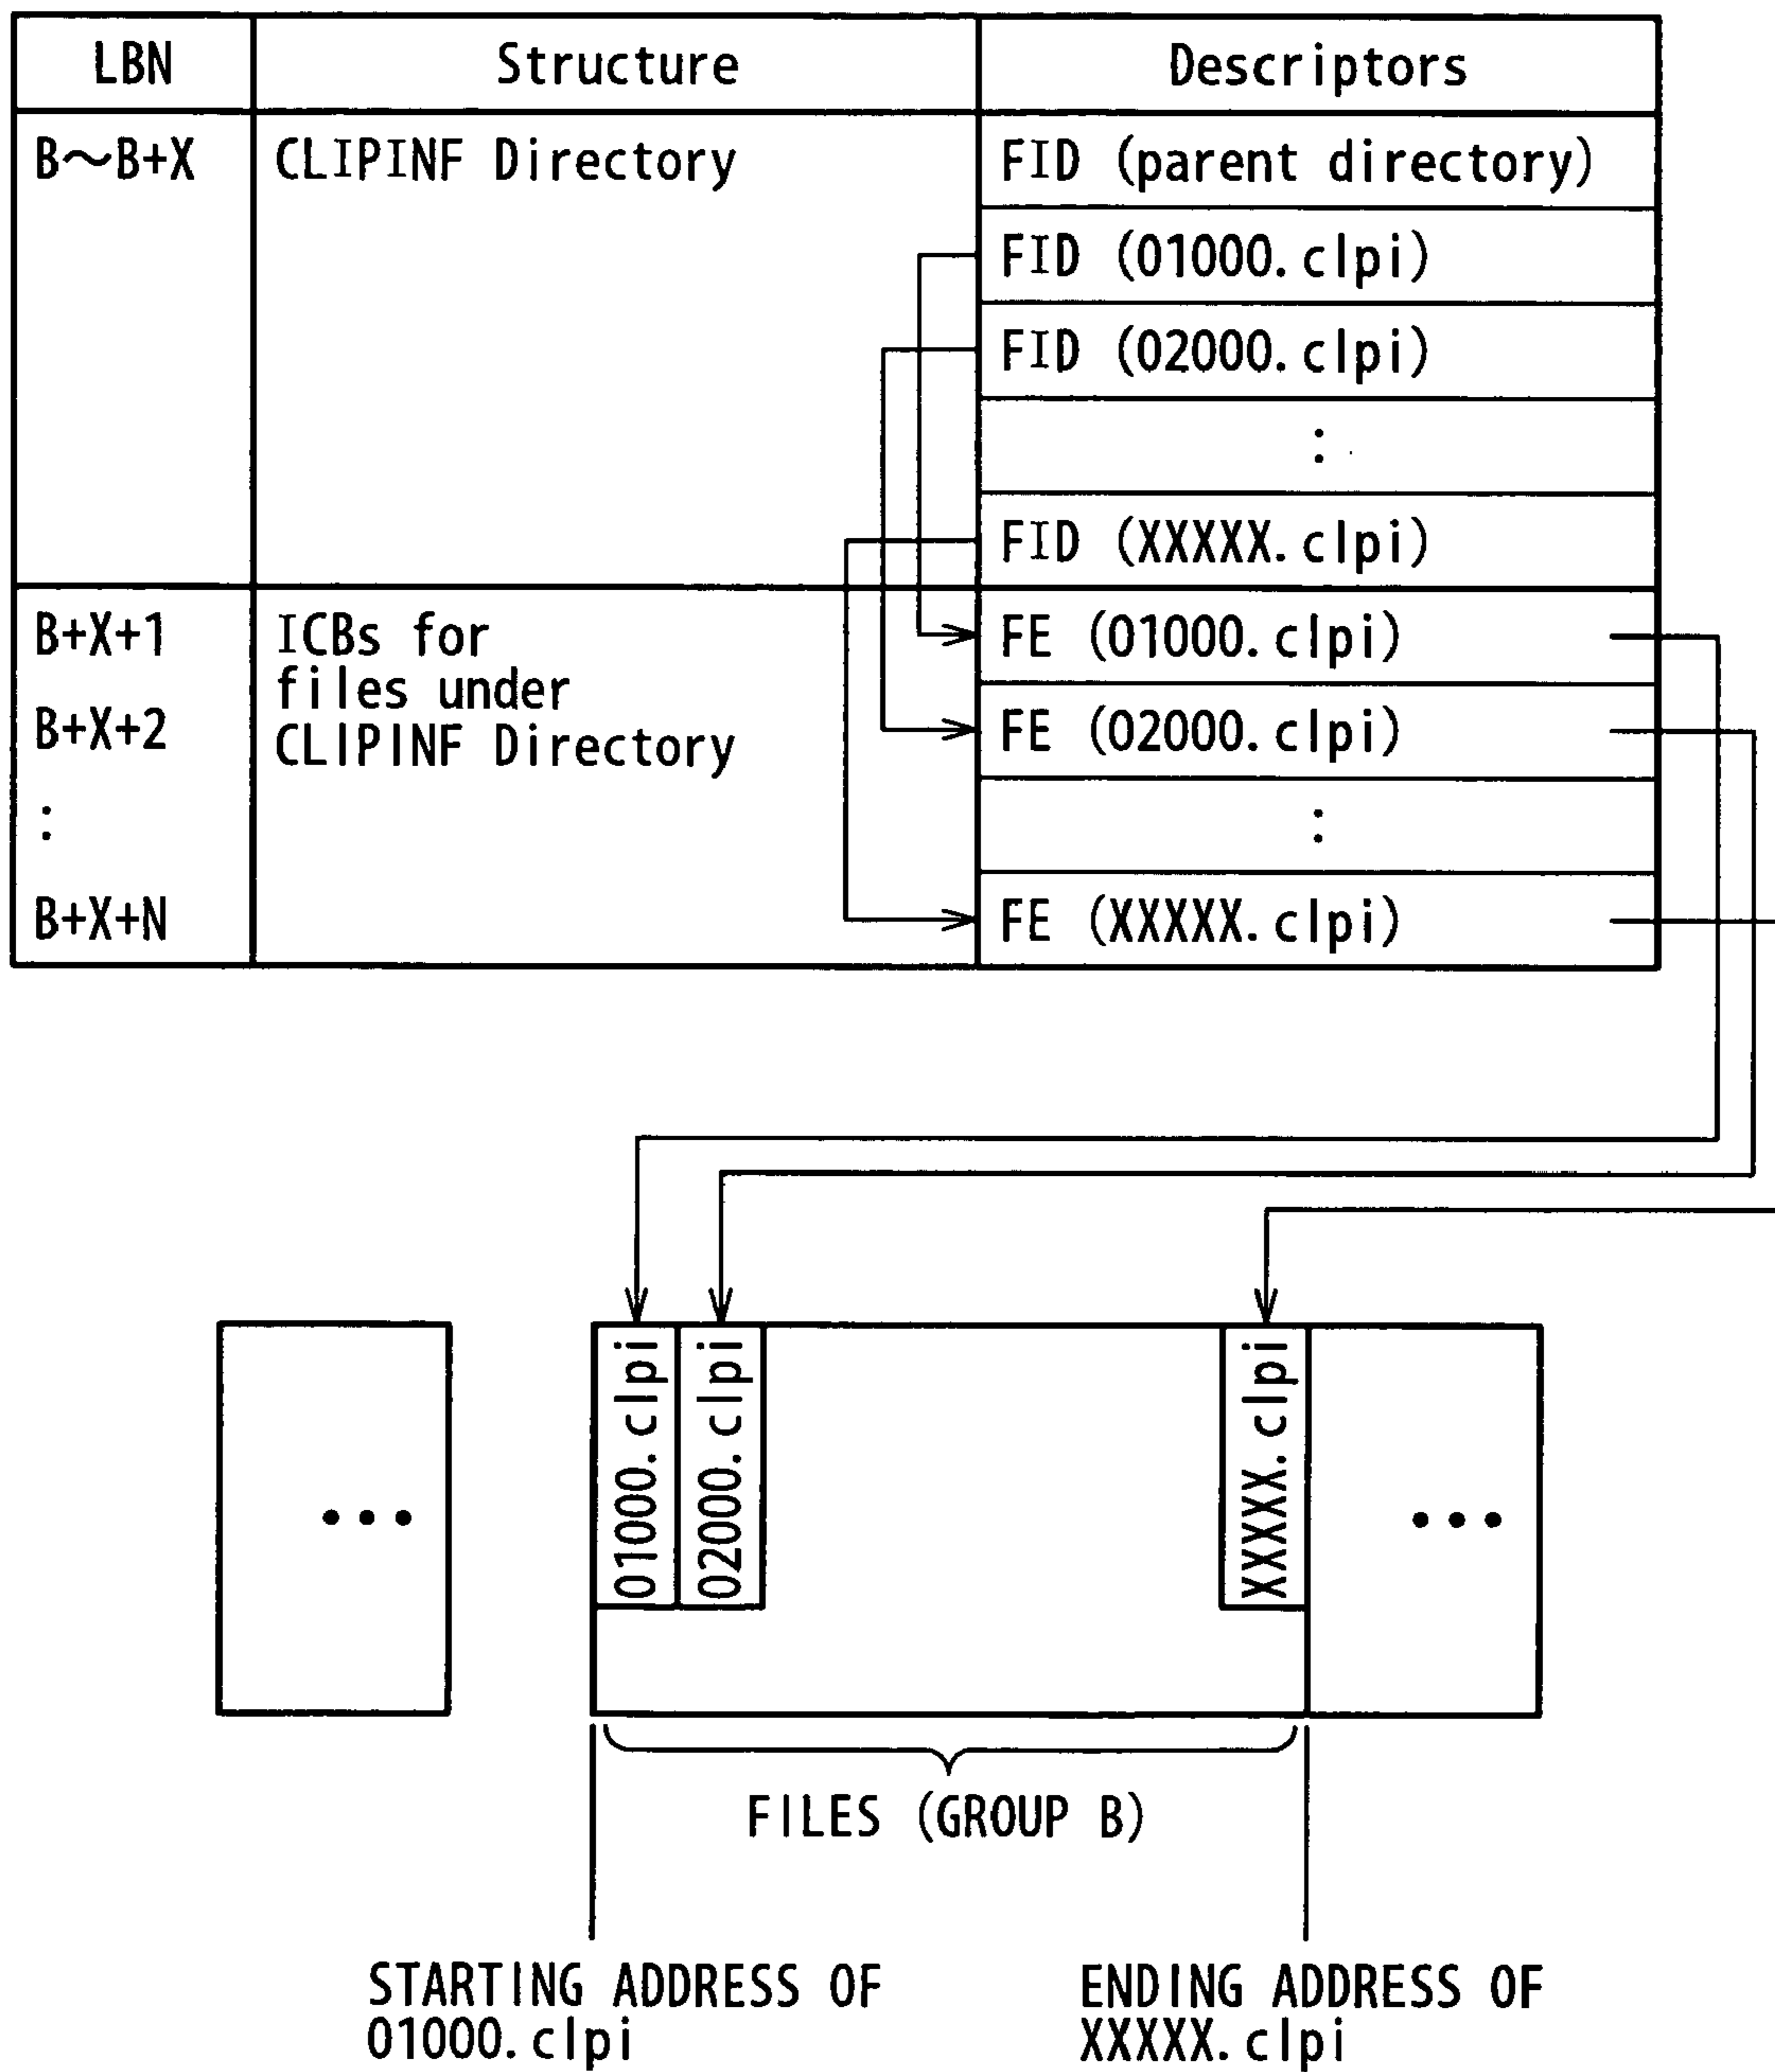 LBN Structure Descriptors
B～B+X CLIPINF Directory FID (parent directory)
FID (01000.clpi)
FID (02000.clpi)
:
FID (XXXXX.clpi)
B+X+1 ICBs for FE (01000.clpi)
files under
B+X+2 CLIPINF Directory FE (02000.clpi)
: :
B+X+N FE (XXXXX.clpi)
01000.clpi
02000.clpi
XXXXX.clpi
••• •••
FILES (GROUP B)
STARTING ADDRESS OF
01000.clpi
ENDING ADDRESS OF
XXXXX.clpi